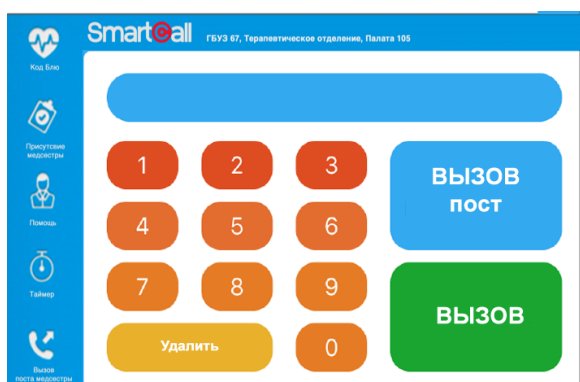 SmartCall ГБУЗ 67, Терапевтическое отделение, Палата 105
Код Блю
Присутсвие
медсестры
Помощь
Таймер
Вызов
поста медсестры
1 2 3
4 5 6
7 8 9
Удалить 0
ВЫЗОВ
пост
ВЫЗОВ